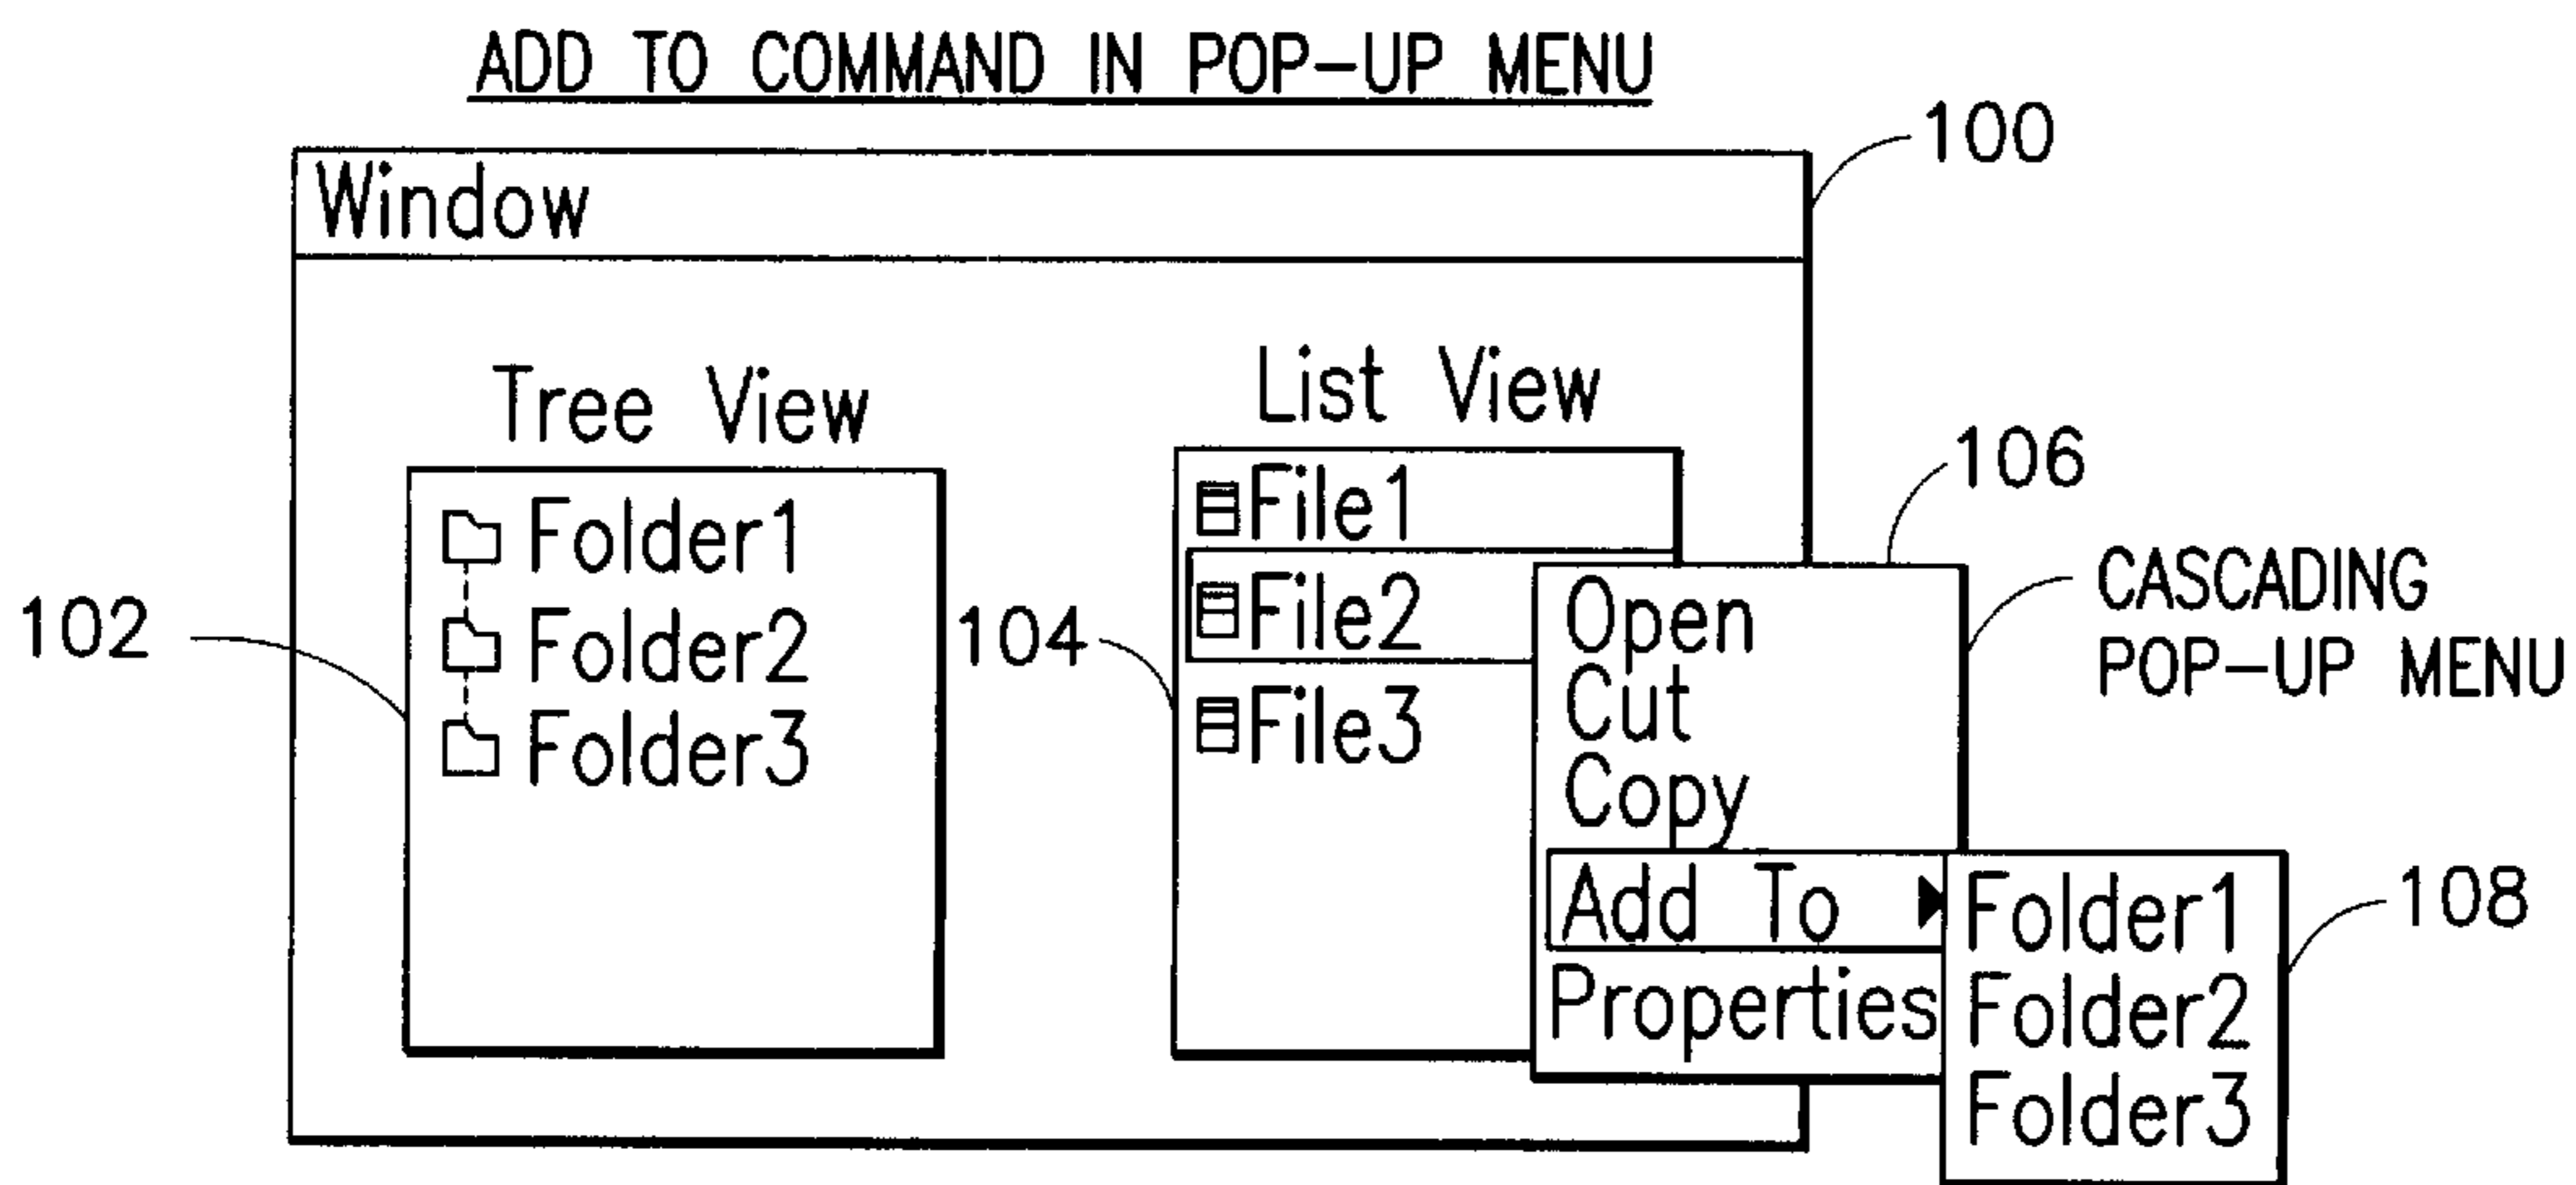 ADD TO COMMAND IN POP-UP MENU
100
Window
Tree View
List View
102
Folder1
Folder2
Folder3
104
File1
File2
File3
106
CASCADING
POP-UP MENU
Open
Cut
Copy
Add To
Properties
108
Folder1
Folder2
Folder3